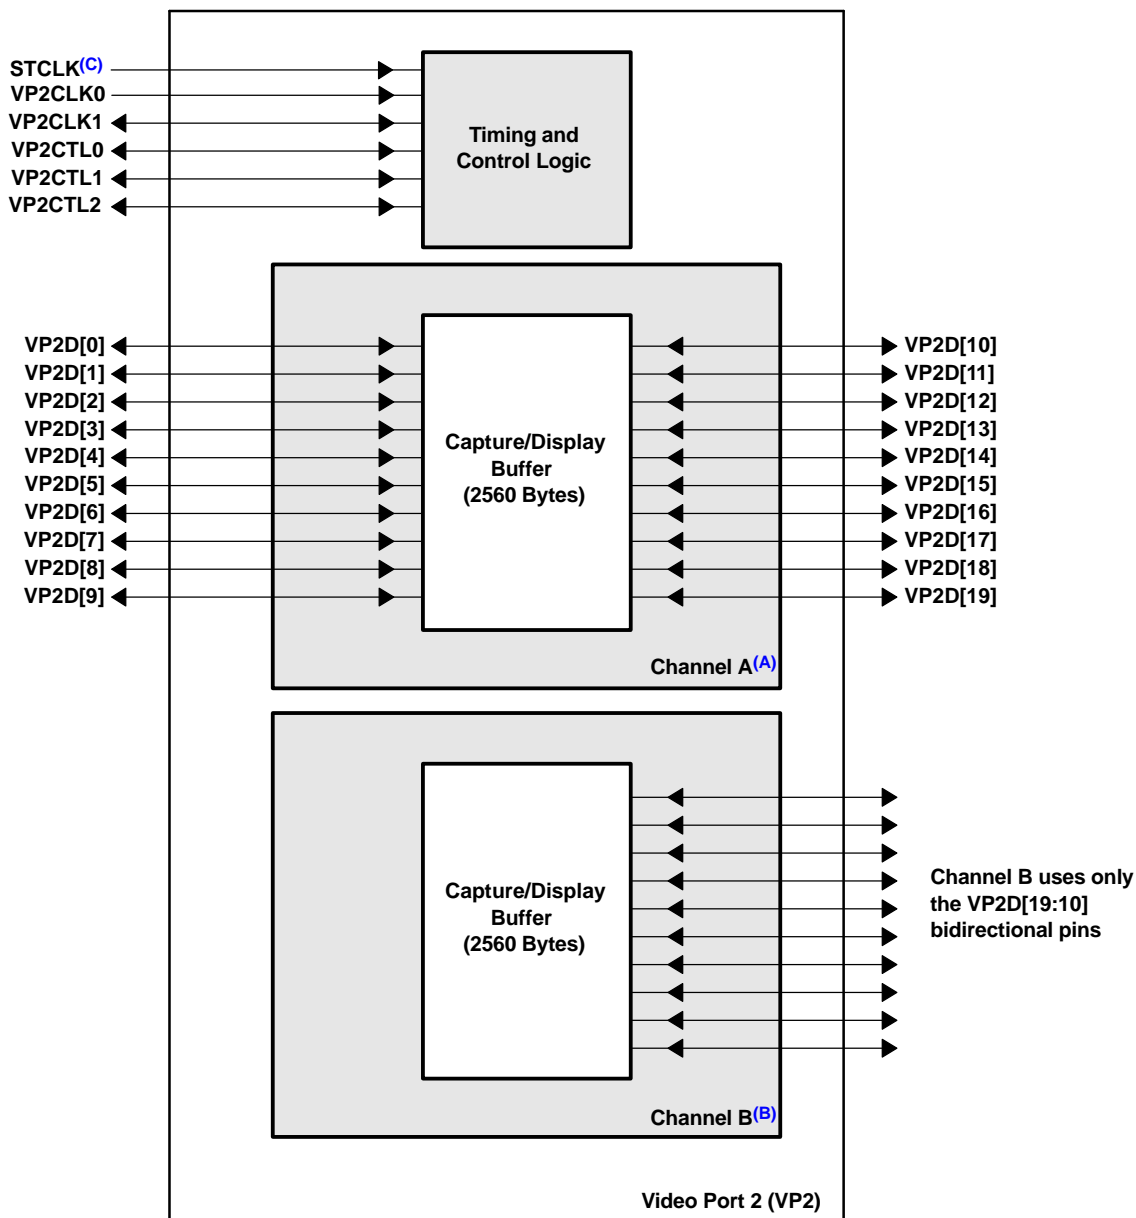 STCLK(C)
VP2CLK0
VP2CLK1
VP2CTL0
VP2CTL1
VP2CTL2
Timing and
Control Logic
VP2D[0]
VP2D[1]
VP2D[2]
VP2D[3]
VP2D[4]
VP2D[5]
VP2D[6]
VP2D[7]
VP2D[8]
VP2D[9]
Capture/Display
Buffer
(2560 Bytes)
VP2D[10]
VP2D[11]
VP2D[12]
VP2D[13]
VP2D[14]
VP2D[15]
VP2D[16]
VP2D[17]
VP2D[18]
VP2D[19]
Channel A(A)
Capture/Display
Buffer
(2560 Bytes)
Channel B uses only
the VP2D[19:10]
bidirectional pins
Channel B(B)
Video Port 2 (VP2)